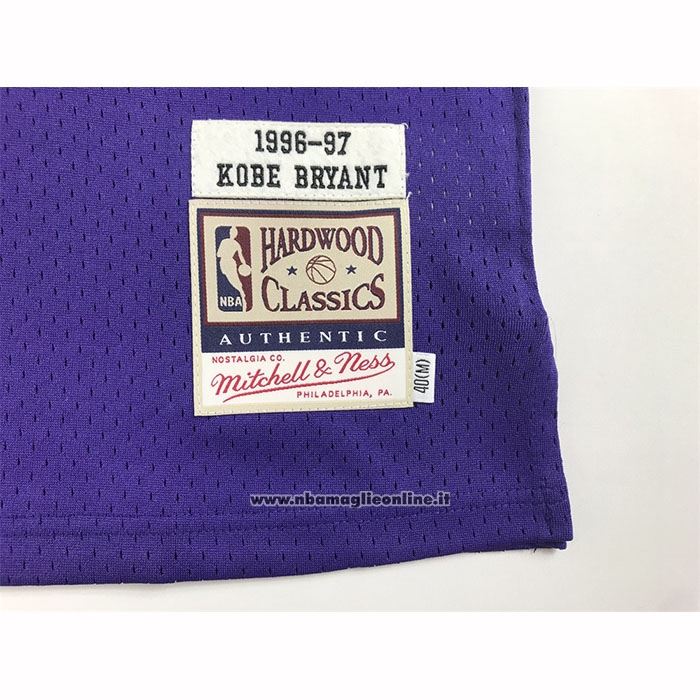 1996-97
KOBE BRYANT
HARDWOOD
CLASSICS
NBA
AUTHENTIC
NOSTALGIA CO.
Mitchell & Ness
PHILADELPHIA, PA.
40(M)
www.nbamaglieonline.it